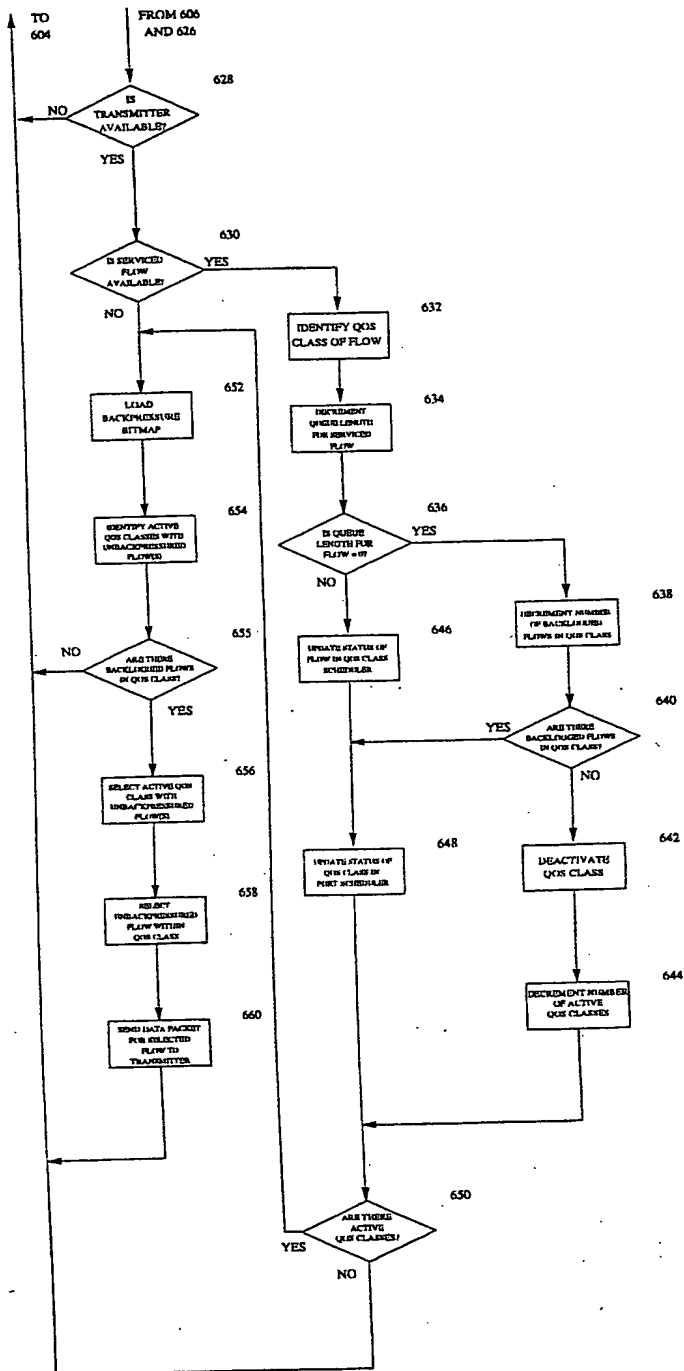 TO
604
FROM 606
AND 626
628
IS
TRANSMITTER
AVAILABLE?
NO
YES
630
IS SERVICED
FLOW
AVAILABLE?
YES
NO
632
IDENTIFY QOS
CLASS OF FLOW
652
LOAD
BACKPRESSURE
BITMAP
634
DECREMENT
QUEUE LENGTH
FOR SERVICED
FLOW
654
IDENTIFY ACTIVE
QOS CLASSES WITH
UNBACKPRESSURED
FLOW(S)
636
IS QUEUE
LENGTH FOR
FLOW = 0?
YES
NO
638
DECREMENT NUMBER
OF BACKLOGGED
FLOWS IN QOS CLASS
655
ARE THERE
BACKLOGGED FLOWS
IN QOS CLASS?
NO
YES
646
UPDATE STATUS OF
FLOW IN QOS CLASS
SCHEDULER
640
ARE THERE
BACKLOGGED FLOWS
IN QOS CLASS?
YES
NO
656
SELECT ACTIVE QOS
CLASS WITH
UNBACKPRESSURED
FLOW(S)
648
UPDATE STATUS OF
QOS CLASS IN
PORT SCHEDULER
642
DEACTIVATE
QOS CLASS
658
SELECT
UNBACKPRESSURED
FLOW WITHIN
QOS CLASS
644
DECREMENT NUMBER
OF ACTIVE
QOS CLASSES
660
SEND DATA PACKET
FOR SELECTED
FLOW TO
TRANSMITTER
650
ARE THERE
ACTIVE
QOS CLASSES?
YES
NO